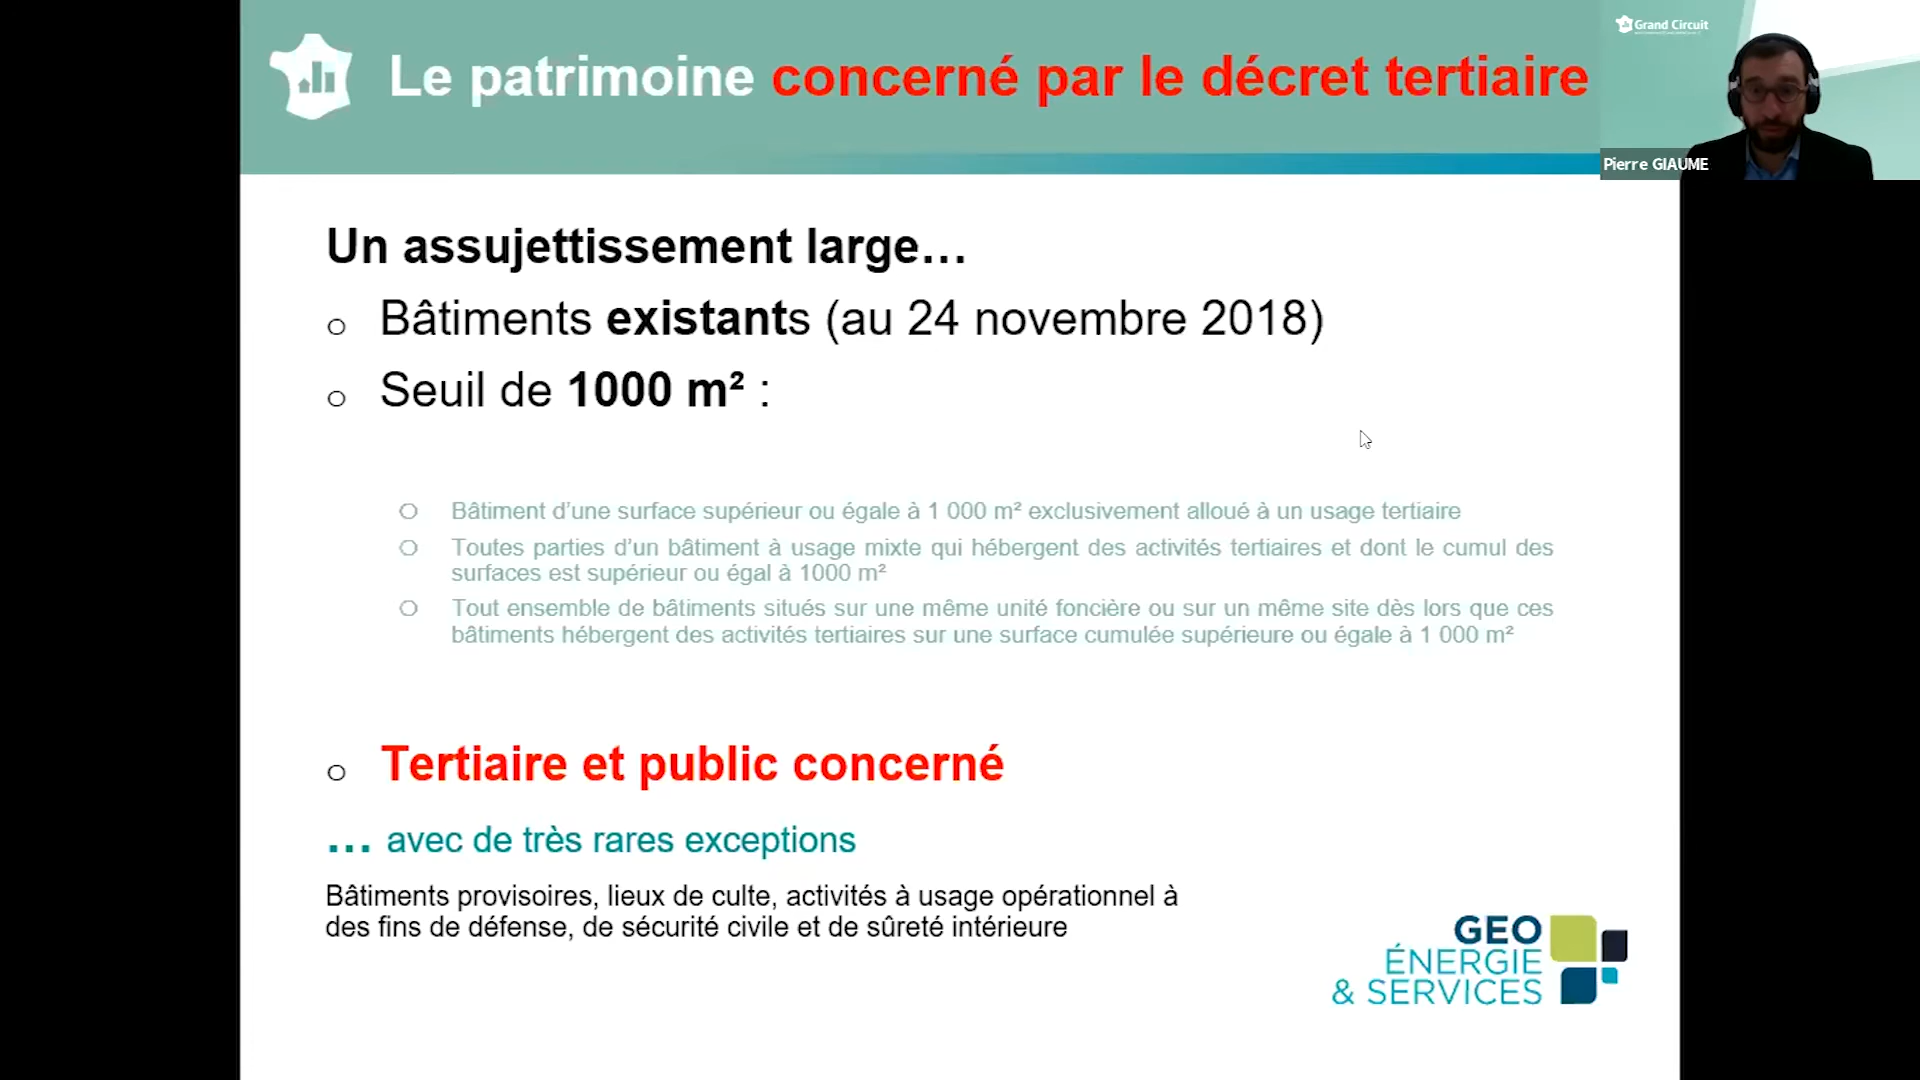 Le patrimoine concerné par le décret tertiaire
Grand Circuit
Pierre GIAUME
Un assujettissement large…
o Bâtiments existants (au 24 novembre 2018)
o Seuil de 1000 m² :
o Bâtiment d’une surface supérieur ou égale à 1 000 m² exclusivement alloué à un usage tertiaire
o Toutes parties d’un bâtiment à usage mixte qui hébergent des activités tertiaires et dont le cumul des
surfaces est supérieur ou égal à 1000 m²
o Tout ensemble de bâtiments situés sur une même unité foncière ou sur un même site dès lors que ces
bâtiments hébergent des activités tertiaires sur une surface cumulée supérieure ou égale à 1 000 m²
o Tertiaire et public concerné
… avec de très rares exceptions
Bâtiments provisoires, lieux de culte, activités à usage opérationnel à
des fins de défense, de sécurité civile et de sûreté intérieure
GEO
ÉNERGIE
& SERVICES